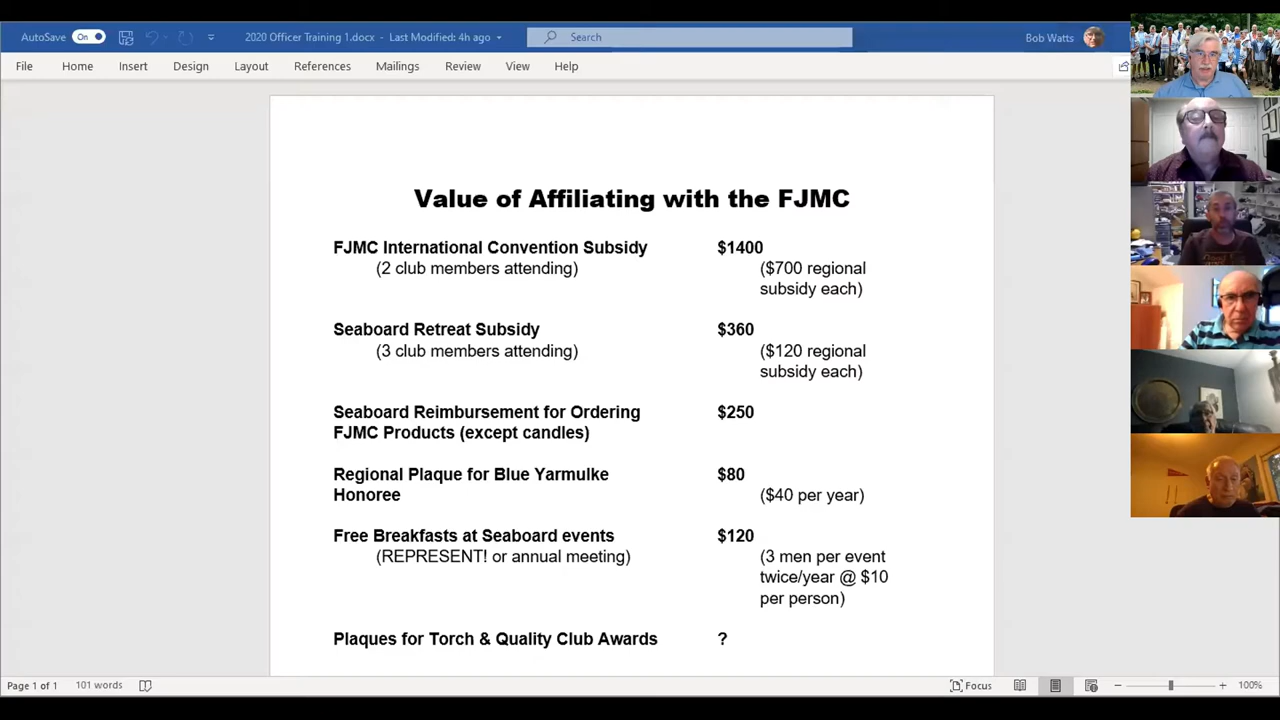 AutoSave On 2020 Officer Training 1.docx - Last Modified: 4h ago Search Bob Watts
File Home Insert Design Layout References Mailings Review View Help
Value of Affiliating with the FJMC
FJMC International Convention Subsidy $1400
(2 club members attending) ($700 regional
subsidy each)
Seaboard Retreat Subsidy $360
(3 club members attending) ($120 regional
subsidy each)
Seaboard Reimbursement for Ordering $250
FJMC Products (except candles)
Regional Plaque for Blue Yarmulke $80
Honoree ($40 per year)
Free Breakfasts at Seaboard events $120
(REPRESENT! or annual meeting) (3 men per event
twice/year @ $10
per person)
Plaques for Torch & Quality Club Awards ?
Page 1 of 1 101 words Focus 100%